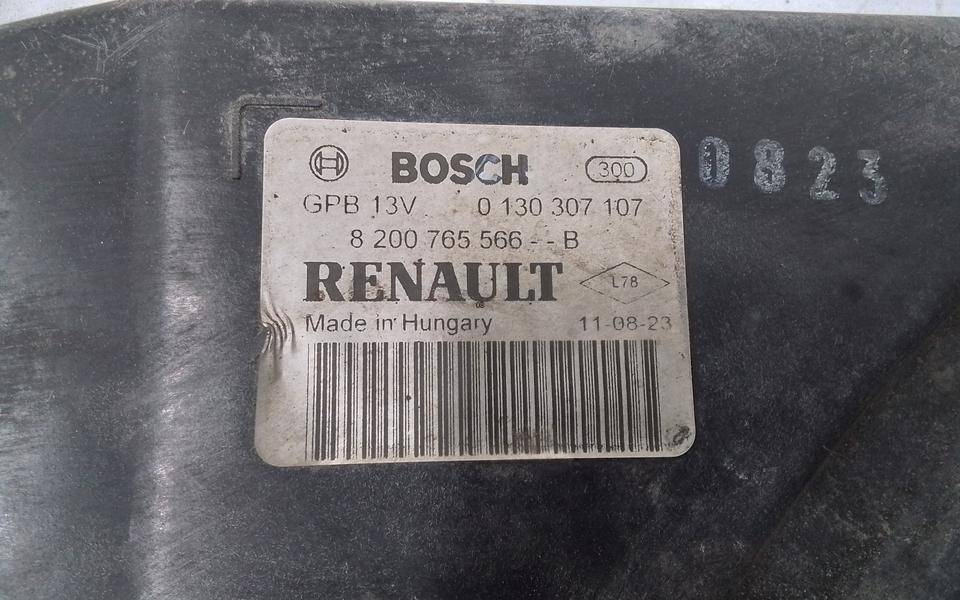 BOSCH 300
GPB 13V 0 130 307 107
8 200 765 566 - - B
RENAULT L78
Made in Hungary 11-08-23
0823